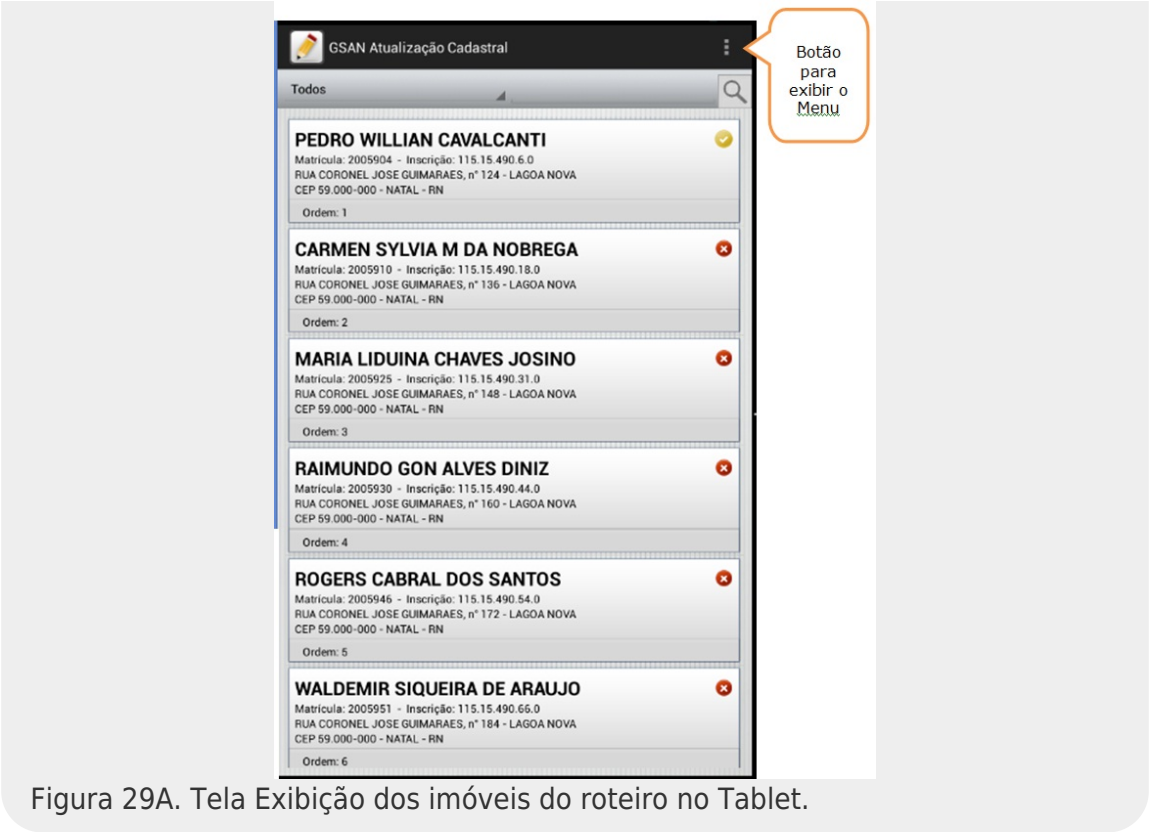 GSAN Atualização Cadastral
Botão
para
exibir o
Menu
Todos
PEDRO WILLIAN CAVALCANTI
Matrícula: 2005904 - Inscrição: 115.15.490.6.0
RUA CORONEL JOSE GUIMARAES, n° 124 - LAGOA NOVA
CEP 59.000-000 - NATAL - RN
Ordem: 1
CARMEN SYLVIA M DA NOBREGA
Matrícula: 2005910 - Inscrição: 115.15.490.18.0
RUA CORONEL JOSE GUIMARAES, n° 136 - LAGOA NOVA
CEP 59.000-000 - NATAL - RN
Ordem: 2
MARIA LIDUINA CHAVES JOSINO
Matrícula: 2005925 - Inscrição: 115.15.490.31.0
RUA CORONEL JOSE GUIMARAES, n° 148 - LAGOA NOVA
CEP 59.000-000 - NATAL - RN
Ordem: 3
RAIMUNDO GON ALVES DINIZ
Matrícula: 2005930 - Inscrição: 115.15.490.44.0
RUA CORONEL JOSE GUIMARAES, n° 160 - LAGOA NOVA
CEP 59.000-000 - NATAL - RN
Ordem: 4
ROGERS CABRAL DOS SANTOS
Matrícula: 2005946 - Inscrição: 115.15.490.54.0
RUA CORONEL JOSE GUIMARAES, n° 172 - LAGOA NOVA
CEP 59.000-000 - NATAL - RN
Ordem: 5
WALDEMIR SIQUEIRA DE ARAUJO
Matrícula: 2005951 - Inscrição: 115.15.490.66.0
RUA CORONEL JOSE GUIMARAES, n° 184 - LAGOA NOVA
CEP 59.000-000 - NATAL - RN
Ordem: 6
Figura 29A. Tela Exibição dos imóveis do roteiro no Tablet.